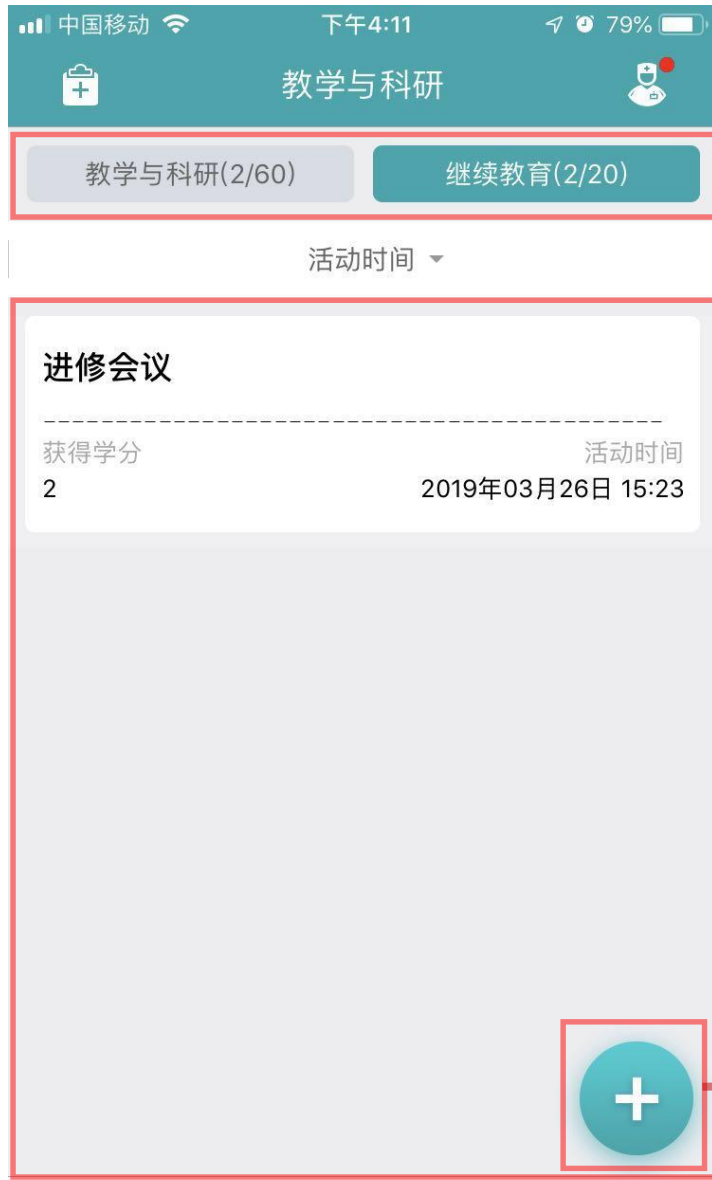 中国移动 下午4:11 79%
教学与科研
教学与科研(2/60) 继续教育(2/20)
活动时间
进修会议
获得学分 活动时间
2 2019年03月26日 15:23